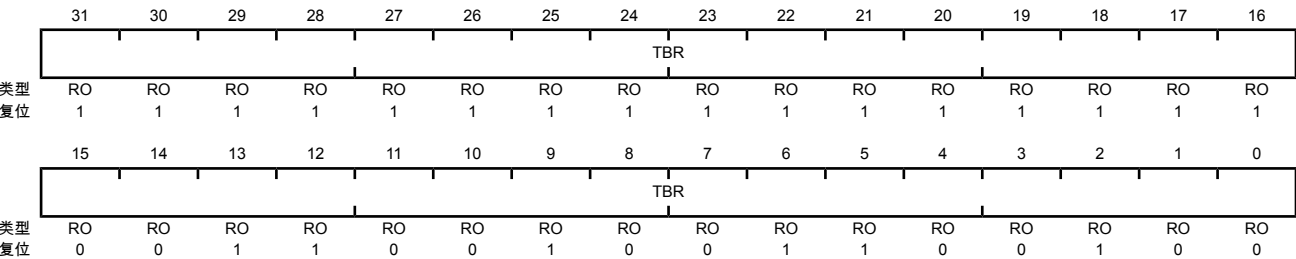 31 30 29 28 27 26 25 24 23 22 21 20 19 18 17 16
TBR
类型 RO RO RO RO RO RO RO RO RO RO RO RO RO RO RO RO
复位 1 1 1 1 1 1 1 1 1 1 1 1 1 1 1 1
15 14 13 12 11 10 9 8 7 6 5 4 3 2 1 0
TBR
类型 RO RO RO RO RO RO RO RO RO RO RO RO RO RO RO RO
复位 0 0 1 1 0 0 1 0 0 1 1 0 0 1 0 0